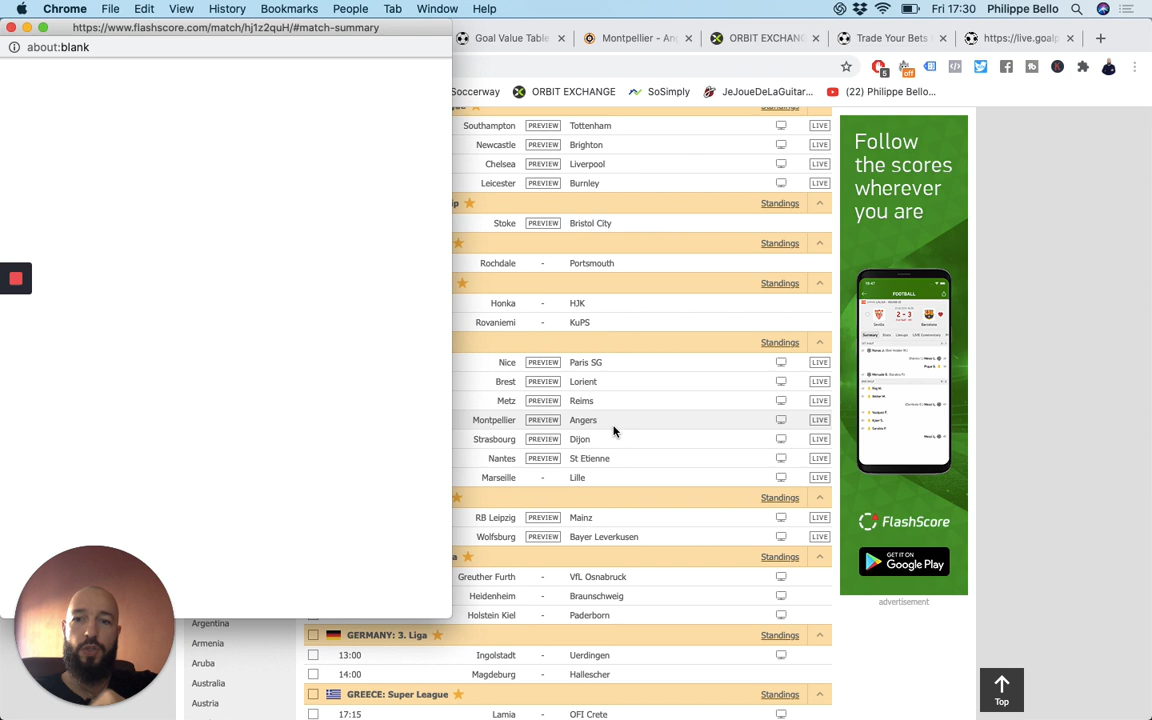 Chrome File Edit View History Bookmarks People Tab Window Help Fri 17:30 Philippe Bello
https://www.flashscore.com/match/hj1z2quH/#match-summary
about:blank
Goal Value Table
Montpellier - An
ORBIT EXCHAN
Trade Your Bets
https://live.goalp
Soccerway ORBIT EXCHANGE SoSimply JeJoueDeLaGuitar... (22) Philippe Bello...
5
off
Standings
Southampton PREVIEW Tottenham LIVE
Newcastle PREVIEW Brighton LIVE
Chelsea PREVIEW Liverpool LIVE
Leicester PREVIEW Burnley LIVE
ip Standings
Stoke PREVIEW Bristol City
Standings
Rochdale - Portsmouth
Standings
Honka - HJK
Rovaniemi - KuPS
Standings
Nice PREVIEW Paris SG LIVE
Brest PREVIEW Lorient LIVE
Metz PREVIEW Reims LIVE
Montpellier PREVIEW Angers LIVE
Strasbourg PREVIEW Dijon LIVE
Nantes PREVIEW St Etienne LIVE
Marseille - Lille LIVE
Standings
RB Leipzig PREVIEW Mainz LIVE
Wolfsburg PREVIEW Bayer Leverkusen LIVE
a Standings
Greuther Furth - VfL Osnabruck
Heidenheim - Braunschweig
Holstein Kiel - Paderborn
GERMANY: 3. Liga Standings
13:00 Ingolstadt - Uerdingen
14:00 Magdeburg - Hallescher
GREECE: Super League Standings
17:15 Lamia - OFI Crete
Argentina
Armenia
Aruba
Australia
Austria
Follow
the scores
wherever
you are
FOOTBALL
2 - 3
FlashScore
GET IT ON
Google Play
advertisement
Top